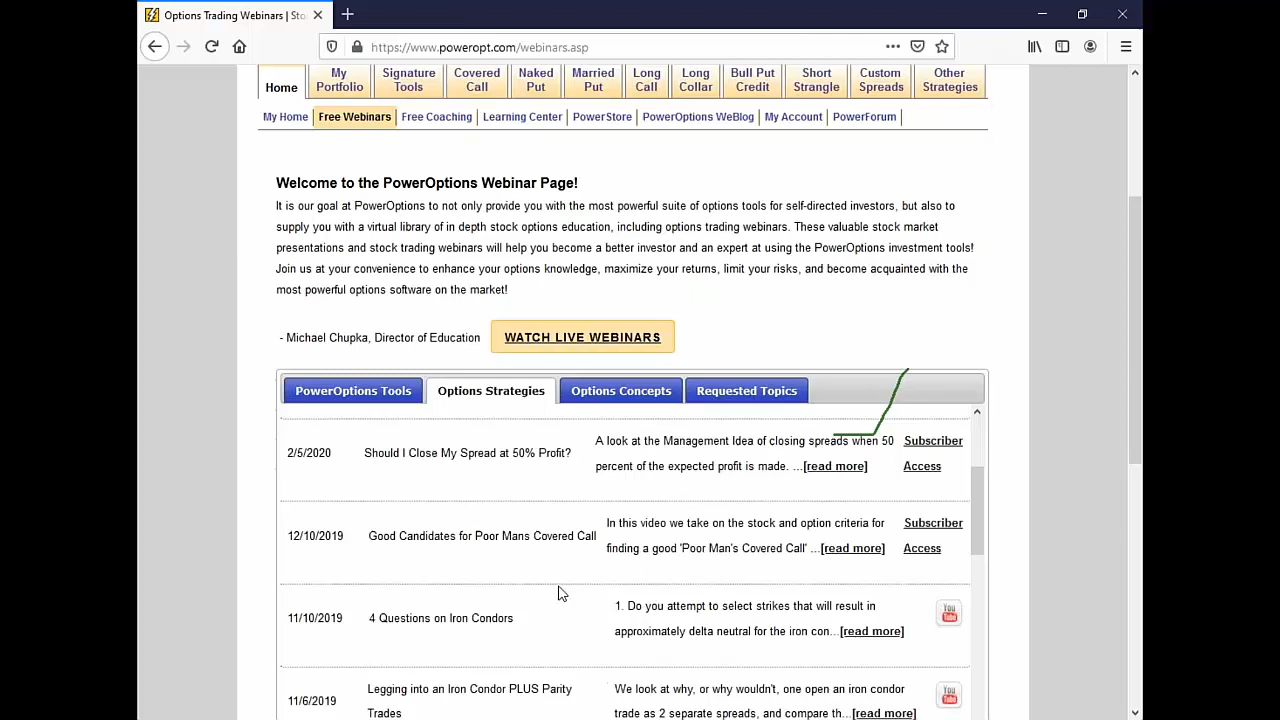 Options Trading Webinars | Sto
https://www.poweropt.com/webinars.asp
Home
My Portfolio
Signature Tools
Covered Call
Naked Put
Married Put
Long Call
Long Collar
Bull Put Credit
Short Strangle
Custom Spreads
Other Strategies
My Home | Free Webinars | Free Coaching | Learning Center | PowerStore | PowerOptions WeBlog | My Account | PowerForum |
Welcome to the PowerOptions Webinar Page!
It is our goal at PowerOptions to not only provide you with the most powerful suite of options tools for self-directed investors, but also to
supply you with a virtual library of in depth stock options education, including options trading webinars. These valuable stock market
presentations and stock trading webinars will help you become a better investor and an expert at using the PowerOptions investment tools!
Join us at your convenience to enhance your options knowledge, maximize your returns, limit your risks, and become acquainted with the
most powerful options software on the market!
- Michael Chupka, Director of Education
WATCH LIVE WEBINARS
PowerOptions Tools
Options Strategies
Options Concepts
Requested Topics
2/5/2020
Should I Close My Spread at 50% Profit?
A look at the Management Idea of closing spreads when 50
percent of the expected profit is made. ...[read more]
Subscriber
Access
12/10/2019
Good Candidates for Poor Mans Covered Call
In this video we take on the stock and option criteria for
finding a good 'Poor Man's Covered Call' ...[read more]
Subscriber
Access
11/10/2019
4 Questions on Iron Condors
1. Do you attempt to select strikes that will result in
approximately delta neutral for the iron con...[read more]
You
Tube
11/6/2019
Legging into an Iron Condor PLUS Parity
Trades
We look at why, or why wouldn't, one open an iron condor
trade as 2 separate spreads, and compare th...[read more]
You
Tube